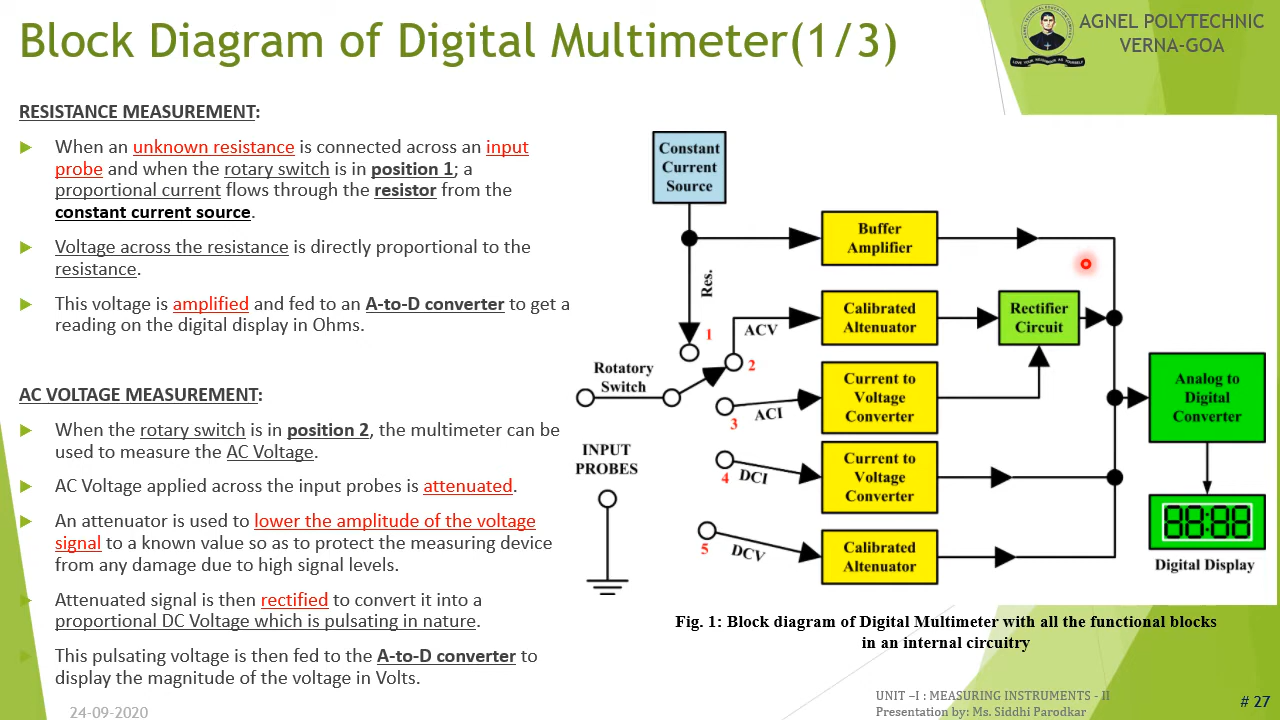 Block Diagram of Digital Multimeter(1/3)
AGNEL POLYTECHNIC
VERNA-GOA
RESISTANCE MEASUREMENT:
When an unknown resistance is connected across an input
probe and when the rotary switch is in position 1; a
proportional current flows through the resistor from the
constant current source.
Voltage across the resistance is directly proportional to the
resistance.
This voltage is amplified and fed to an A-to-D converter to get a
reading on the digital display in Ohms.
AC VOLTAGE MEASUREMENT:
When the rotary switch is in position 2, the multimeter can be
used to measure the AC Voltage.
AC Voltage applied across the input probes is attenuated.
An attenuator is used to lower the amplitude of the voltage
signal to a known value so as to protect the measuring device
from any damage due to high signal levels.
Attenuated signal is then rectified to convert it into a
proportional DC Voltage which is pulsating in nature.
This pulsating voltage is then fed to the A-to-D converter to
display the magnitude of the voltage in Volts.
Constant
Current
Source
Buffer
Amplifier
Res.
1
ACV
2
Calibrated
Altenuator
Rectifier
Circuit
Rotatory
Switch
ACI
3
Current to
Voltage
Converter
Analog to
Digital
Converter
INPUT
PROBES
4
DCI
Current to
Voltage
Converter
88:88
Digital Display
5
DCV
Calibrated
Altenuator
Fig. 1: Block diagram of Digital Multimeter with all the functional blocks
in an internal circuitry
24-09-2020
UNIT –I : MEASURING INSTRUMENTS - II
Presentation by: Ms. Siddhi Parodkar
# 27